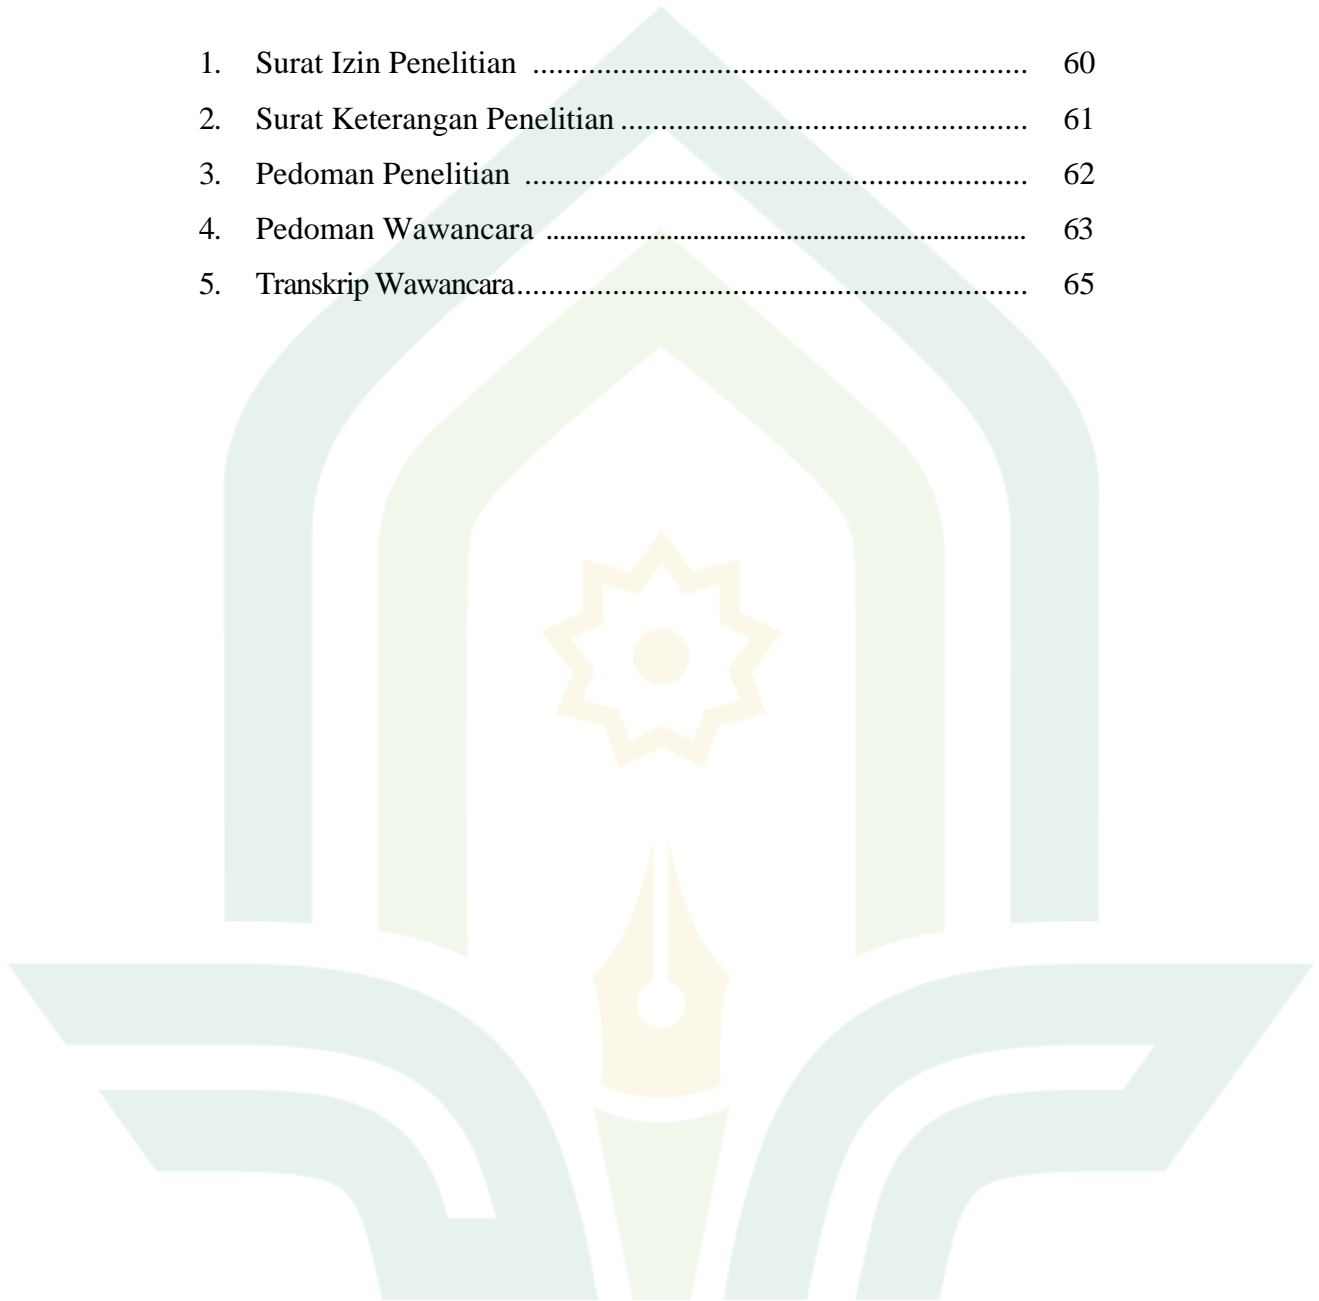 1. Surat Izin Penelitian ............................................................. 60
2. Surat Keterangan Penelitian .................................................. 61
3. Pedoman Penelitian .............................................................. 62
4. Pedoman Wawancara ............................................................. 63
5. Transkrip Wawancara............................................................... 65